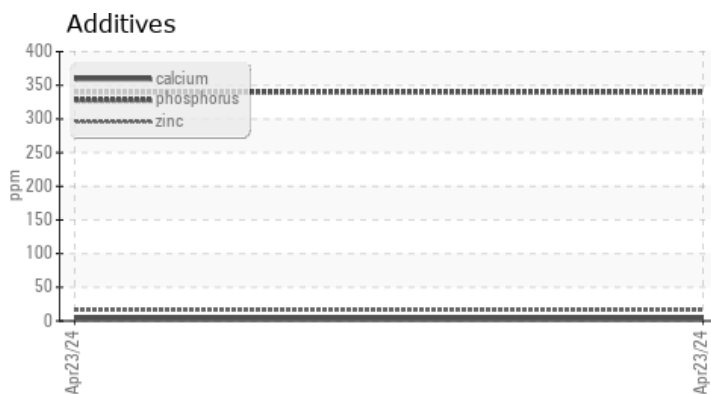 Additives
400
350
300
250
200
150
100
50
0
ppm
calcium
phosphorus
zinc
Apr23/24
Apr23/24